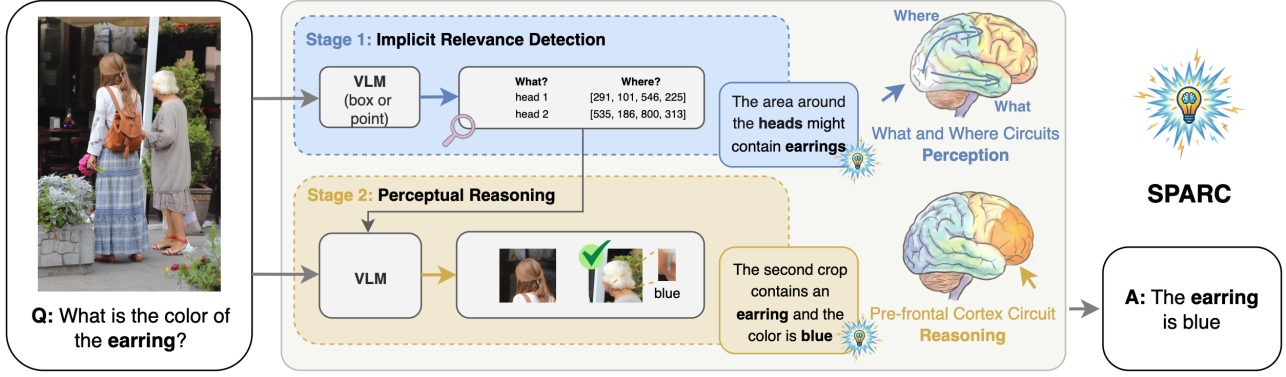 Q: What is the color of
the earring?
Stage 1: Implicit Relevance Detection
VLM
(box or
point)
What? Where?
head 1 [291, 101, 546, 225]
head 2 [535, 186, 800, 313]
The area around
the heads might
contain earrings
Where
What
What and Where Circuits
Perception
Stage 2: Perceptual Reasoning
VLM
blue
The second crop
contains an
earring and the
color is blue
Pre-frontal Cortex Circuit
Reasoning
SPARC
A: The earring
is blue